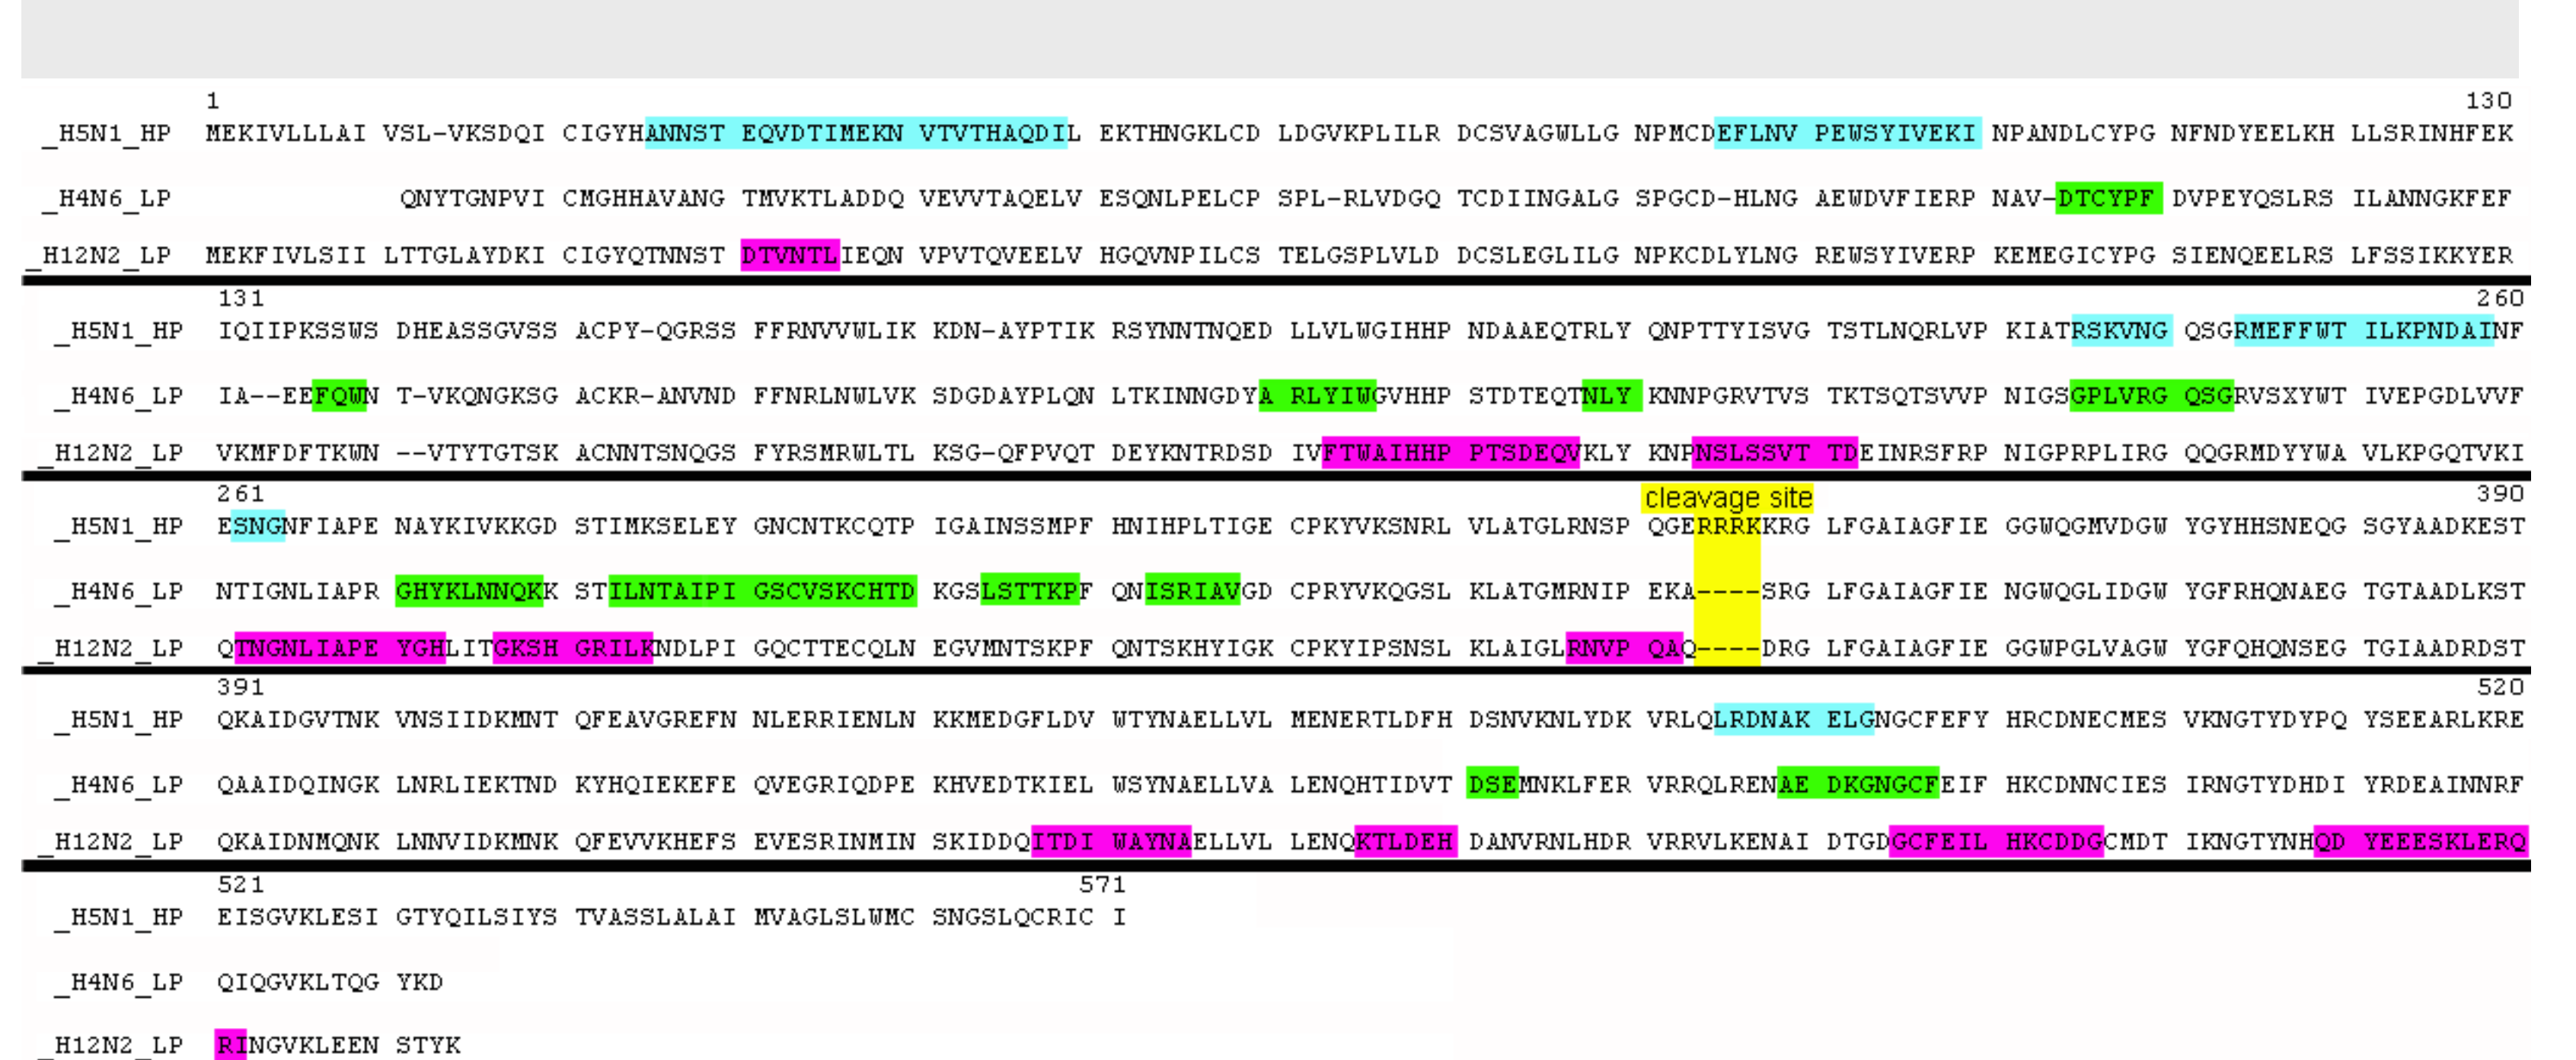 1 130
_H5N1_HP MEKIVLLLAI VSL-VKSDQI CIGYHANNST EQVDTIMEKN VTVTHAQDIL EKTHNGKLCD LDGVKPLILR DCSVAGWLLG NPMCDEFLNV PEWSYIVEKI NPANDLCYPG NFNDYEELKH LLSRINHFEK
_H4N6_LP QNYTGNPVI CMGHHAVANG TMVKTLADDQ VEVVTAQELV ESQNLPELCP SPL-RLVDGQ TCDIINGALG SPGCD-HLNG AEWDVFIERP NAV-DTCYPF DVPEYQSLRS ILANNGKFEF
_H12N2_LP MEKFIVLSII LTTGLAYDKI CIGYQTNNST DTVNTLIEQN VPVTQVEELV HGQVNPILCS TELGSPLVLD DCSLEGLILG NPKCDLYLNG REWSYIVERP KEMEGICYPG SIENQEELRS LFSSIKKYER
131 260
_H5N1_HP IQIIPKSSWS DHEASSGVSS ACPY-QGRSS FFRNVVWLIK KDN-AYPTIK RSYNNTNQED LLVLWGIHHP NDAAEQTRLY QNPTTYISVG TSTLNQRLVP KIATRSKVNG QSGRMEFFWT ILKPNDAINF
_H4N6_LP IA--EEFQWN T-VKQNGKSG ACKR-ANVND FFNRLNWLVK SDGDAYPLQN LTKINNGDYA RLYIWGVHHP STDTEQTNLY KNNPGRVTVS TKTSQTSVVP NIGSGPLVRG QSGRVSXYWT IVEPGDLVVF
_H12N2_LP VKMFDFTKWN --VTYTGTSK ACNNTSNQGS FYRSMRWLTL KSG-QFPVQT DEYKNTRDSD IVFTWAIHHP PTSDEQVKLY KNPNSLSSVT TDEINRSFRP NIGPRPLIRG QQGRMDYYWA VLKPGQTVKI
261 cleavage site 390
_H5N1_HP ESNGNFIAPE NAYKIVKKGD STIMKSELEY GNCNTKCQTP IGAINSSMPF HNIHPLTIGE CPKYVKSNRL VLATGLRNSP QGERRRKKRG LFGAIAGFIE GGWQGMVDGW YGYHHSNEQG SGYAADKEST
_H4N6_LP NTIGNLIAPR GHYKLNNQKK STILNTAIPI GSCVSKCHTD KGSLSTTKPF QNISRIAVGD CPRYVKQGSL KLATGMRNIP EKA----SRG LFGAIAGFIE NGWQGLIDGW YGFRHQNAEG TGTAADLKST
_H12N2_LP QTNGNLIAPE YGHLITGKSH GRILKNDLPI GQCTTECQLN EGVMNTSKPF QNTSKHYIGK CPKYIPSNSL KLAIGLRNVP QAQ----DRG LFGAIAGFIE GGWPGLVAGW YGFQHQNSEG TGIAADRDST
391 520
_H5N1_HP QKAIDGVTNK VNSIIDKMNT QFEAVGREFN NLERRIENLN KKMEDGFLDV WTYNAELLVL MENERTLDFH DSNVKNLYDK VRLQLRDNAK ELGNGCFEFY HRCDNECMES VKNGTYDYPQ YSEEARLKRE
_H4N6_LP QAAIDQINGK LNRLIEKTND KYHQIEKEFE QVEGRIQDPE KHVEDTKIEL WSYNAELLVA LENQHTIDVT DSEMNKLFER VRRQLRENAE DKGNGCFEIF HKCDNNCIES IRNGTYDHDI YRDEAINNRF
_H12N2_LP QKAIDNMQNK LNNVIDKMNK QFEVVKHEFS EVESRINMIN SKIDDQITDI WAYNAELLVL LENQKTLDEH DANVRNLHDR VRRVLKENAI DTGDGCFEIL HKCDDGCMDT IKNGTYNHQD YEEESKLERQ
521 571
_H5N1_HP EISGVKLESI GTYQILSIYS TVASSLALAI MVAGLSLWMC SNGSLQCRIC I
_H4N6_LP QIQGVKLTQG YKD
_H12N2_LP RINGVKLEEN STYK